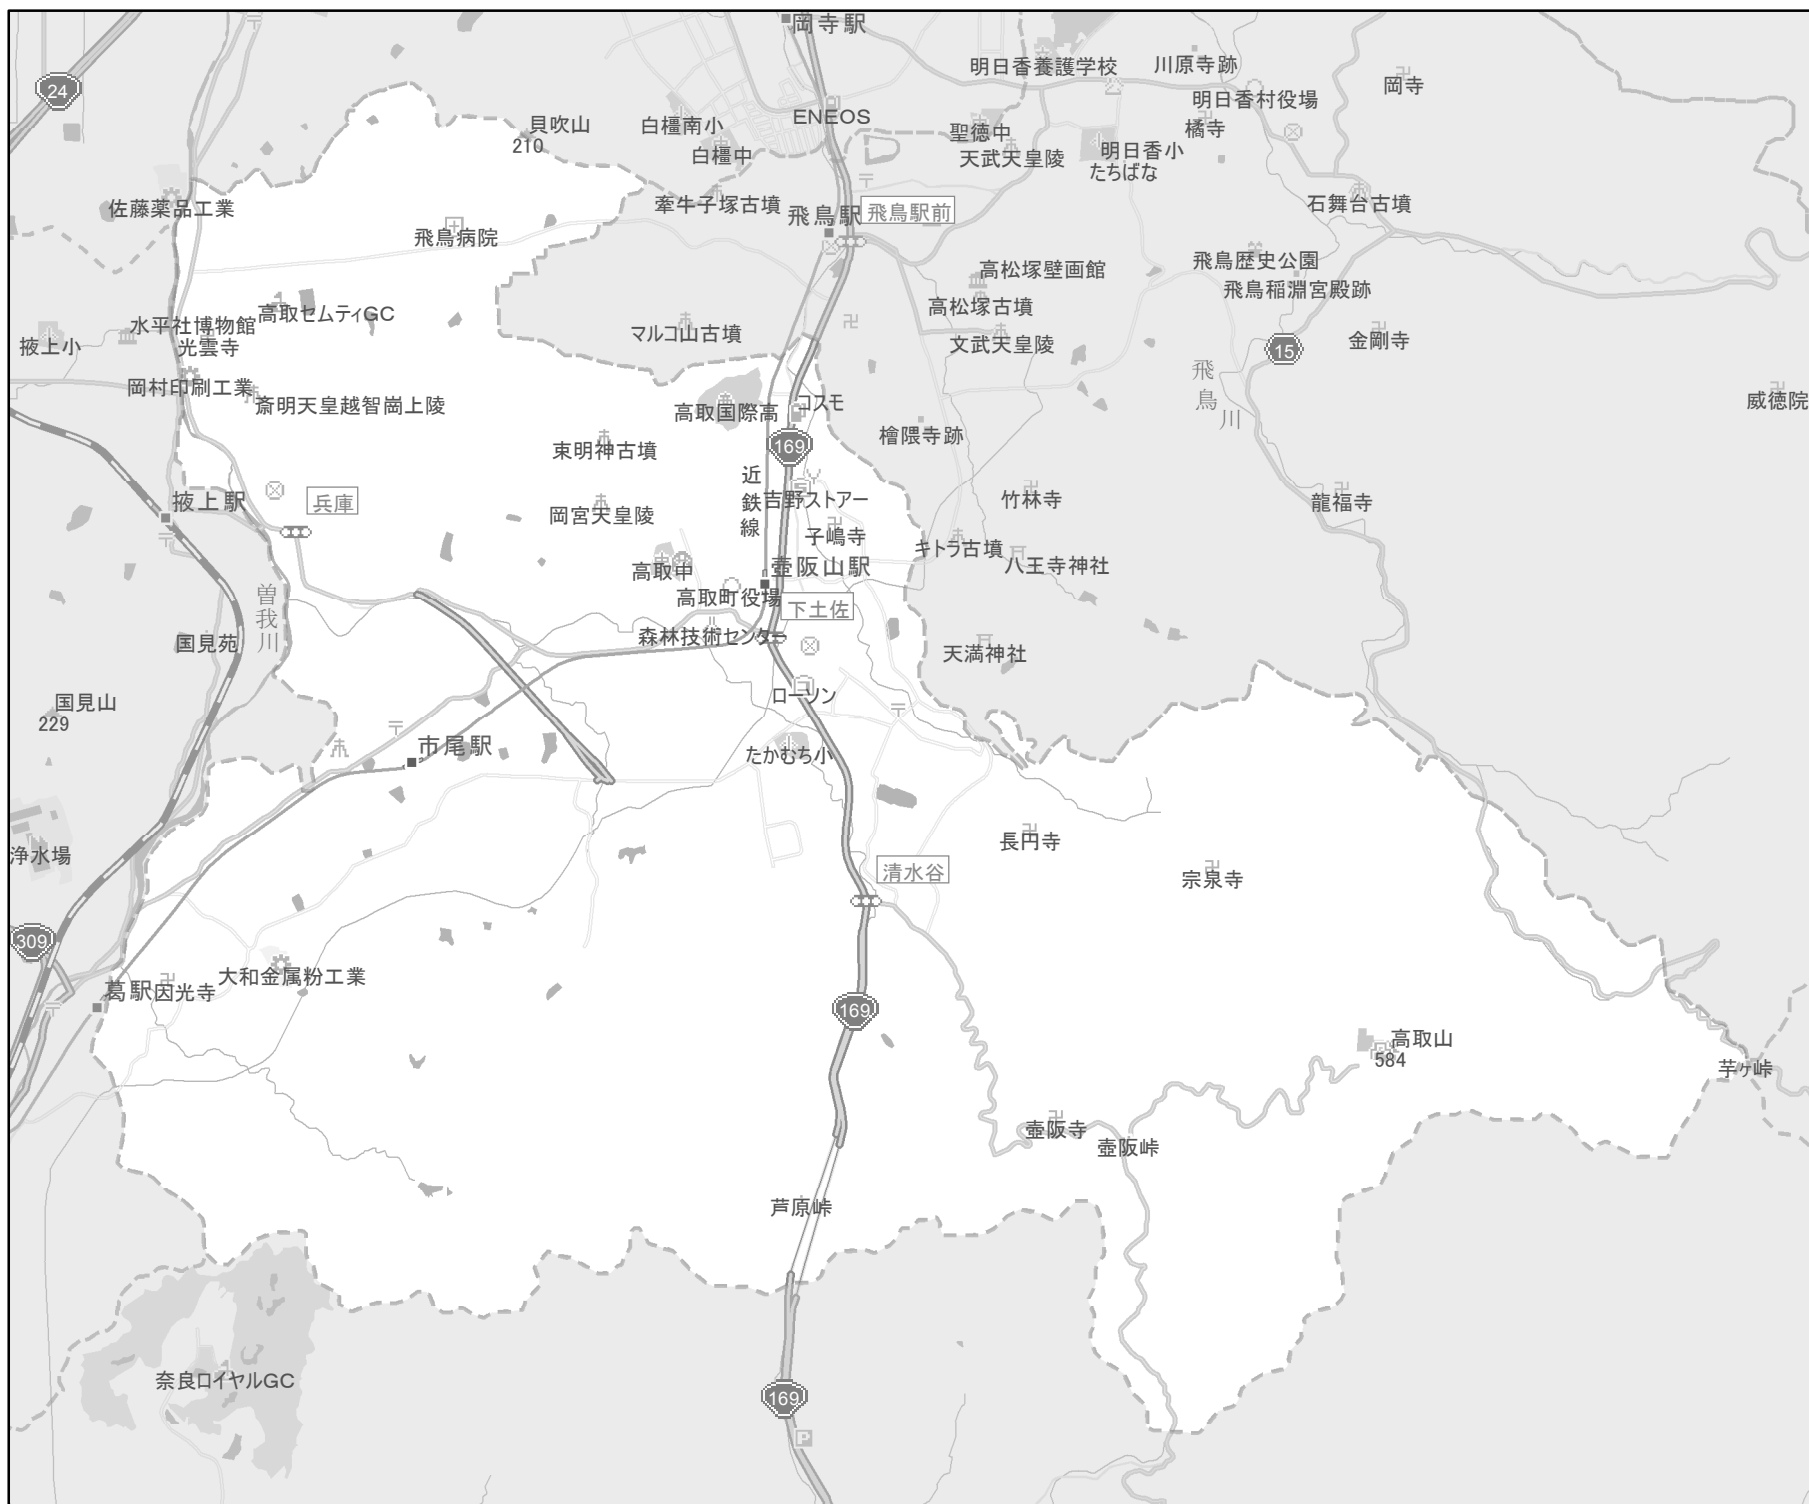 岡寺駅
明日香養護学校
川原寺跡
岡寺
24
明日香村役場
ENEOS
貝吹山
210
白橿南小
白橿中
聖徳中
橘寺
天武天皇陵
明日香小
たちばな
佐藤薬品工業
牽牛子塚古墳
飛鳥駅
飛鳥駅前
石舞台古墳
飛鳥病院
飛鳥歴史公園
高松塚壁画館
飛鳥稲淵宮殿跡
高松塚古墳
高取セムティGC
水平社博物館
光雲寺
掖上小
マルコ山古墳
文武天皇陵
金剛寺
15
飛鳥川
岡村印刷工業
斎明天皇越智崗上陵
高取国際高
コスモ
威徳院
169
檜隈寺跡
束明神古墳
近鉄線
掖上駅
兵庫
吉野ストアー
竹林寺
龍福寺
岡宮天皇陵
子嶋寺
キトラ古墳
八王寺神社
高取中
壺阪山駅
高取町役場
下土佐
曽我川
森林技術センター
国見苑
天満神社
国見山
229
ローソン
市尾駅
たかむち小
長円寺
浄水場
清水谷
宗泉寺
309
大和金属粉工業
葛駅
因光寺
169
高取山
584
芋ヶ峠
壺阪寺
壺阪峠
芦原峠
奈良ロイヤルGC
169
P